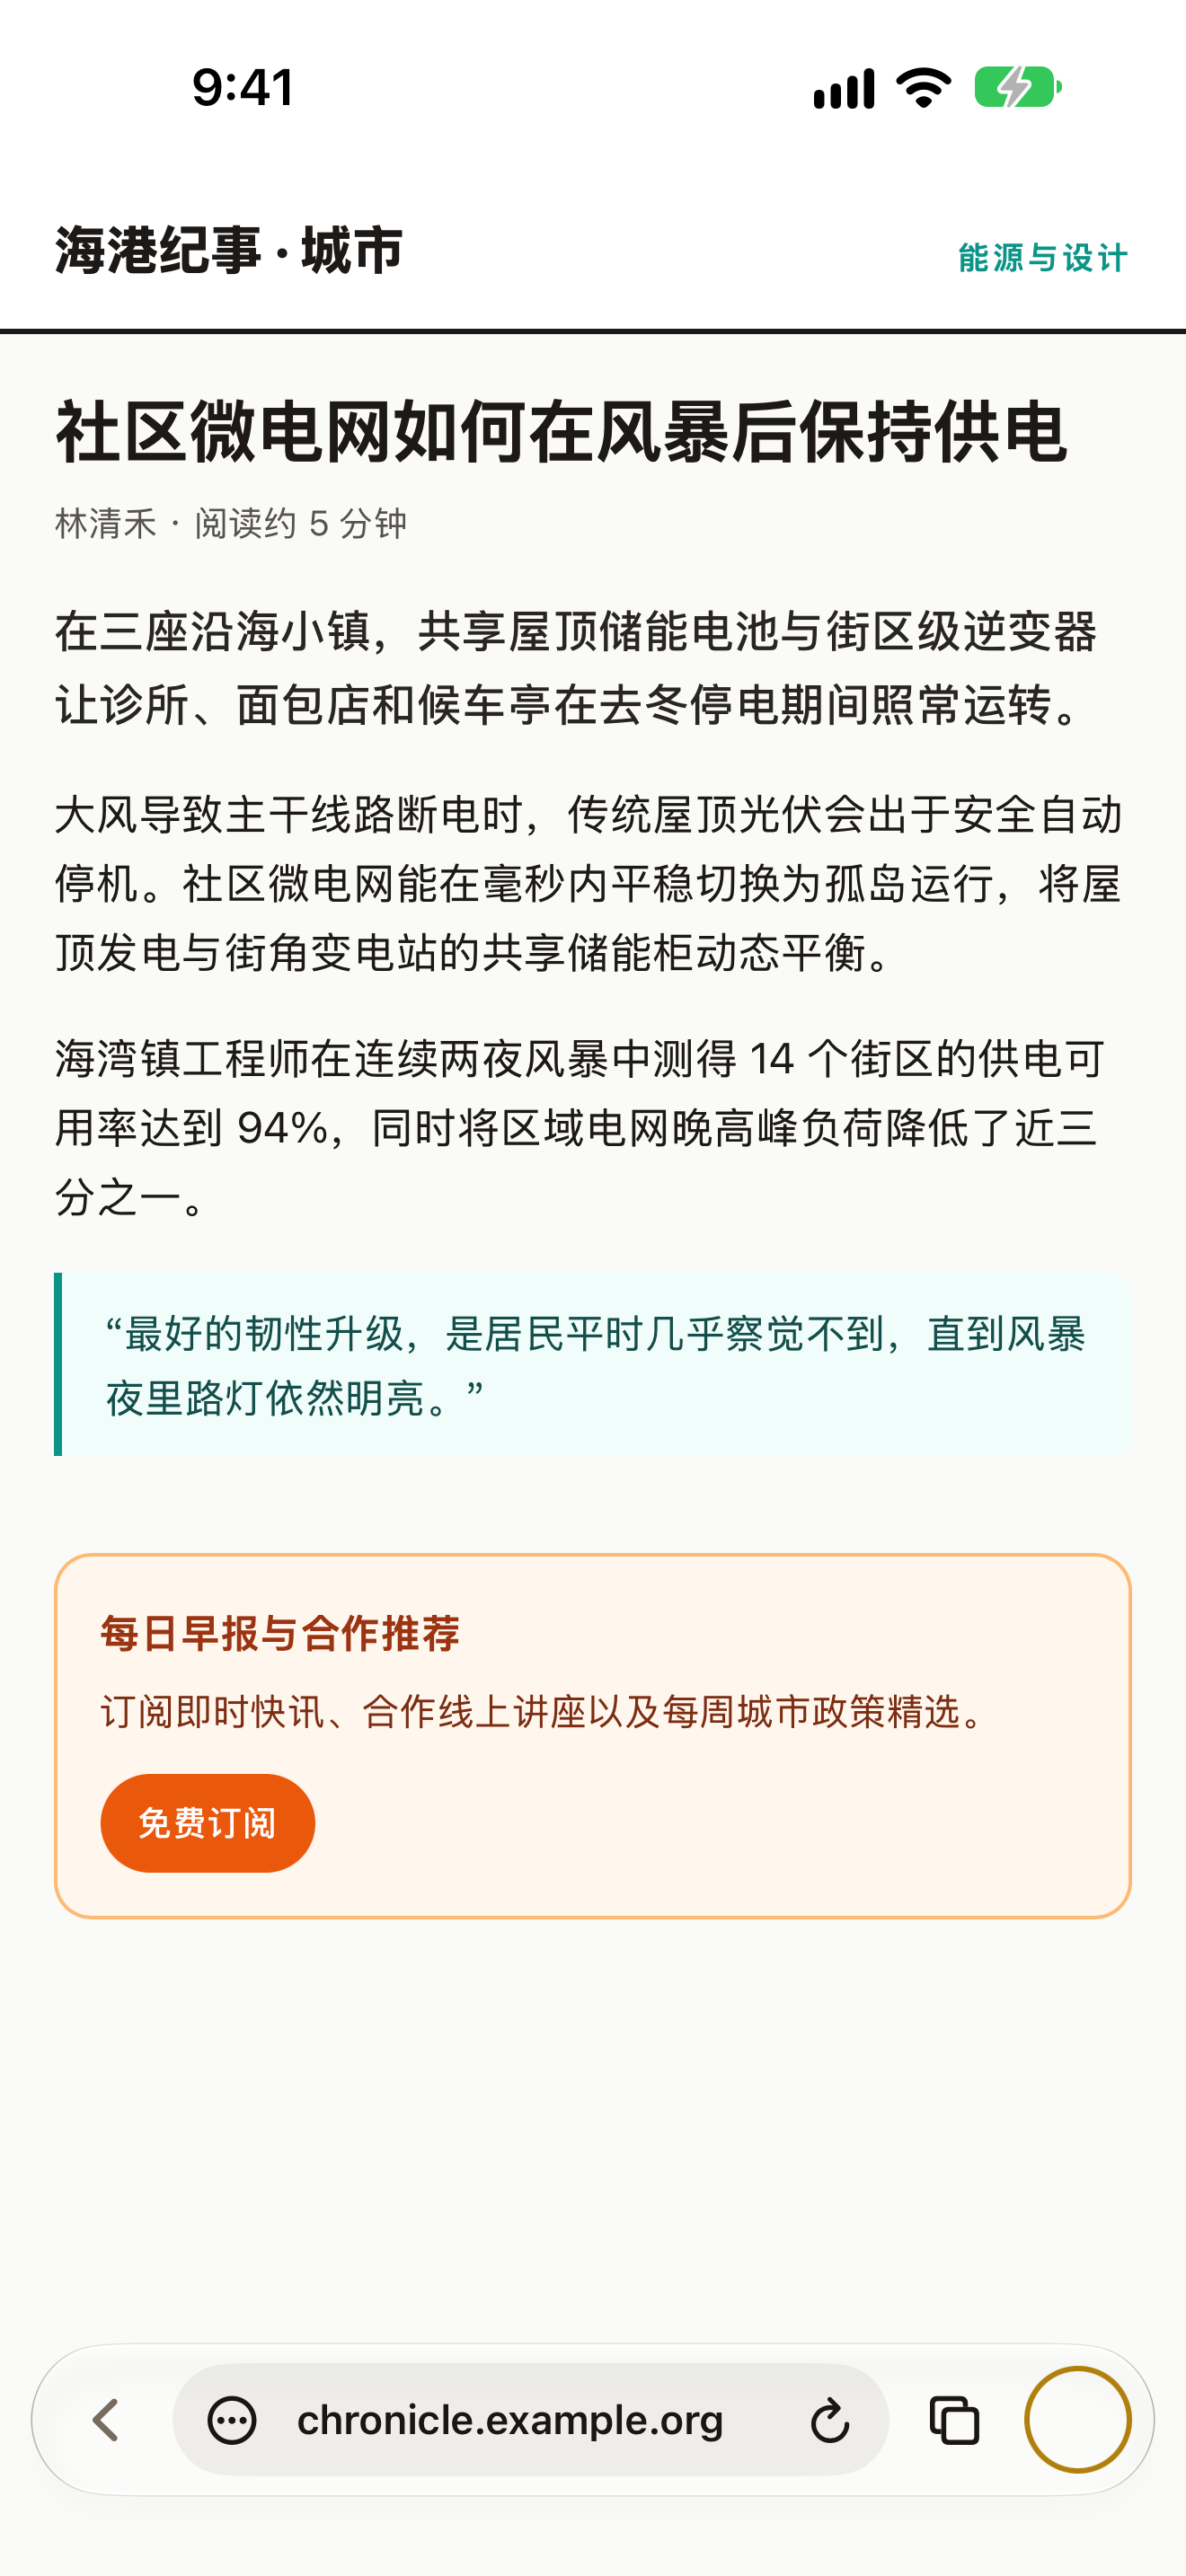 9:41
海港纪事 · 城市
能源与设计
社区微电网如何在风暴后保持供电
林清禾 · 阅读约 5 分钟
在三座沿海小镇，共享屋顶储能电池与街区级逆变器
让诊所、面包店和候车亭在去冬停电期间照常运转。
大风导致主干线路断电时，传统屋顶光伏会出于安全自动
停机。社区微电网能在毫秒内平稳切换为孤岛运行，将屋
顶发电与街角变电站的共享储能柜动态平衡。
海湾镇工程师在连续两夜风暴中测得 14 个街区的供电可
用率达到 94%，同时将区域电网晚高峰负荷降低了近三
分之一。
“最好的韧性升级，是居民平时几乎察觉不到，直到风暴
夜里路灯依然明亮。”
每日早报与合作推荐
订阅即时快讯、合作线上讲座以及每周城市政策精选。
免费订阅
chronicle.example.org